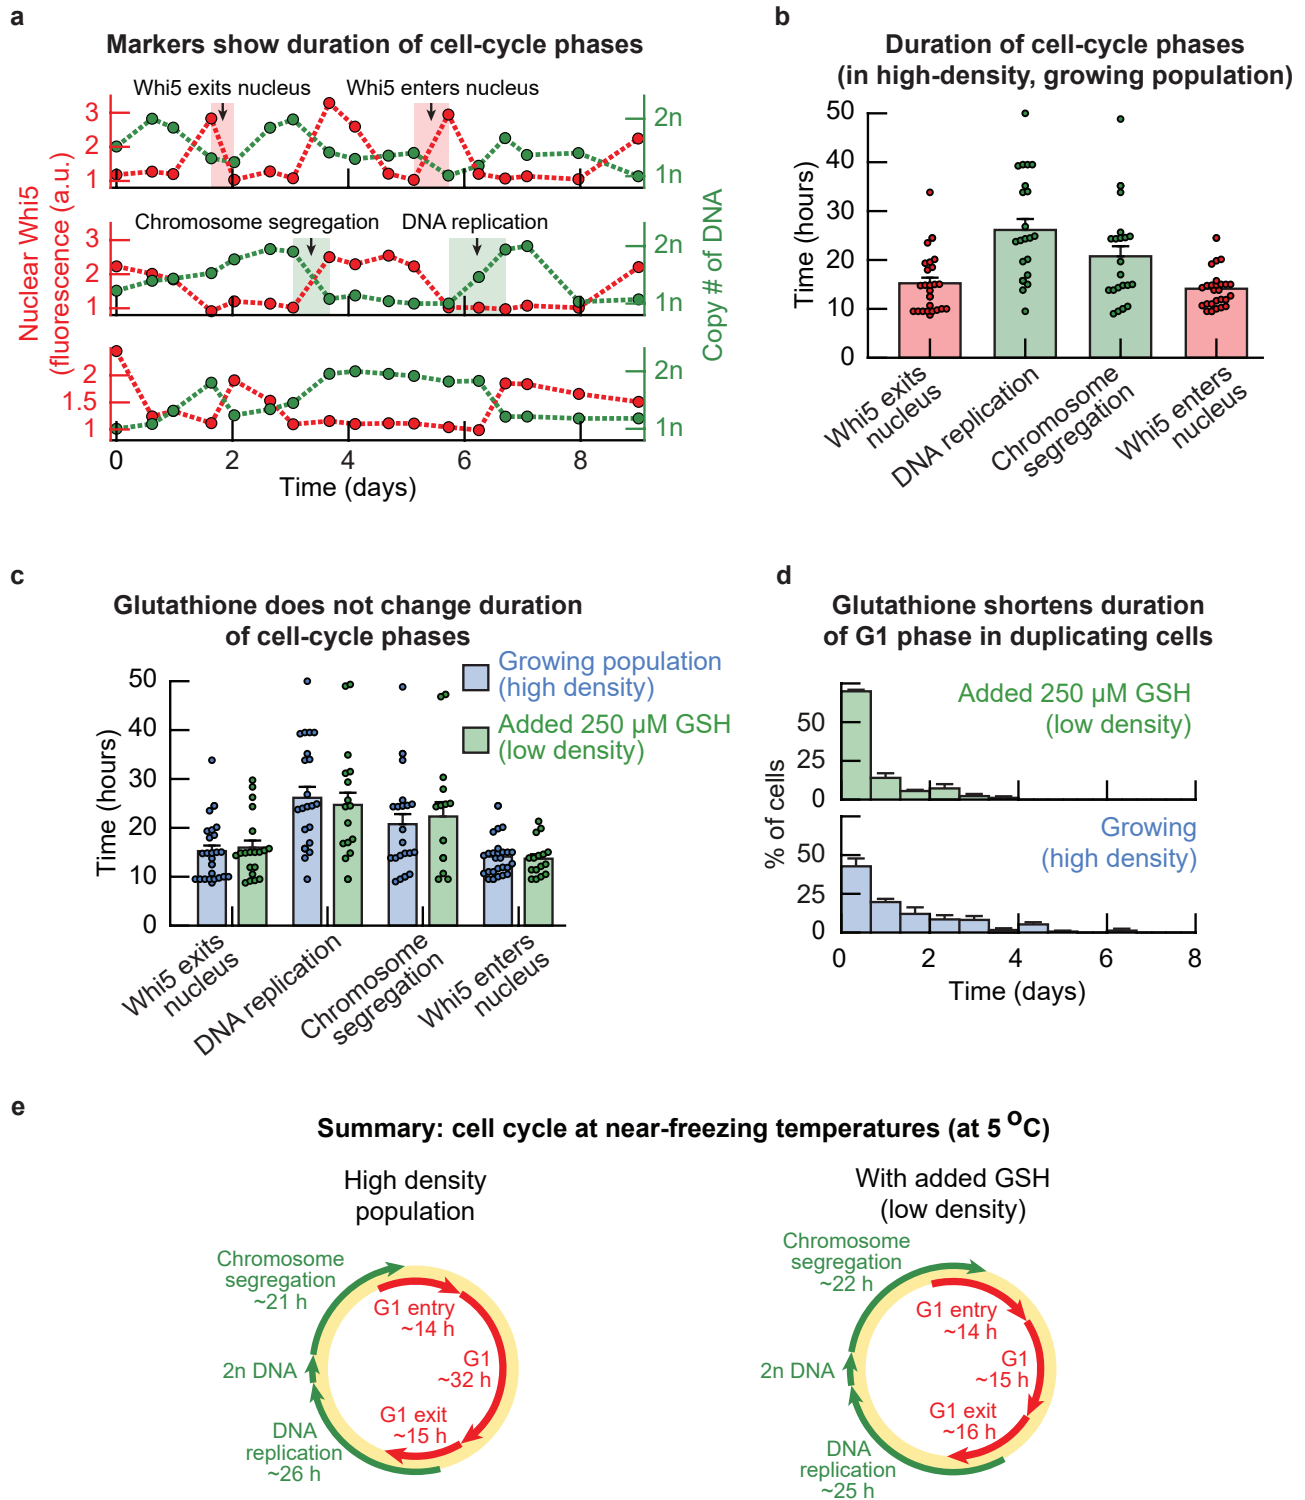 a
Markers show duration of cell-cycle phases
Whi5 exits nucleus
Whi5 enters nucleus
3
2
1
2n
1n
Chromosome segregation
DNA replication
3
2
1
2n
1n
2
1.5
1
2n
1n
Nuclear Whi5
(fluorescence (a.u.)
Copy # of DNA
0 2 4 6 8
Time (days)
b
Duration of cell-cycle phases
(in high-density, growing population)
50
40
30
20
10
0
Time (hours)
Whi5 exits
nucleus
DNA replication
Chromosome
segregation
Whi5 enters
nucleus
c
Glutathione does not change duration
of cell-cycle phases
Growing population
(high density)
Added 250 µM GSH
(low density)
50
40
30
20
10
0
Time (hours)
Whi5 exits
nucleus
DNA replication
Chromosome
segregation
Whi5 enters
nucleus
d
Glutathione shortens duration
of G1 phase in duplicating cells
Added 250 µM GSH
(low density)
50
25
0
% of cells
Growing
(high density)
50
25
0
0 2 4 6 8
Time (days)
e
Summary: cell cycle at near-freezing temperatures (at 5 °C)
High density
population
Chromosome
segregation
~21 h
G1 entry
~14 h
G1
~32 h
2n DNA
G1 exit
~15 h
DNA
replication
~26 h
With added GSH
(low density)
Chromosome
segregation
~22 h
G1 entry
~14 h
G1
~15 h
2n DNA
G1 exit
~16 h
DNA
replication
~25 h